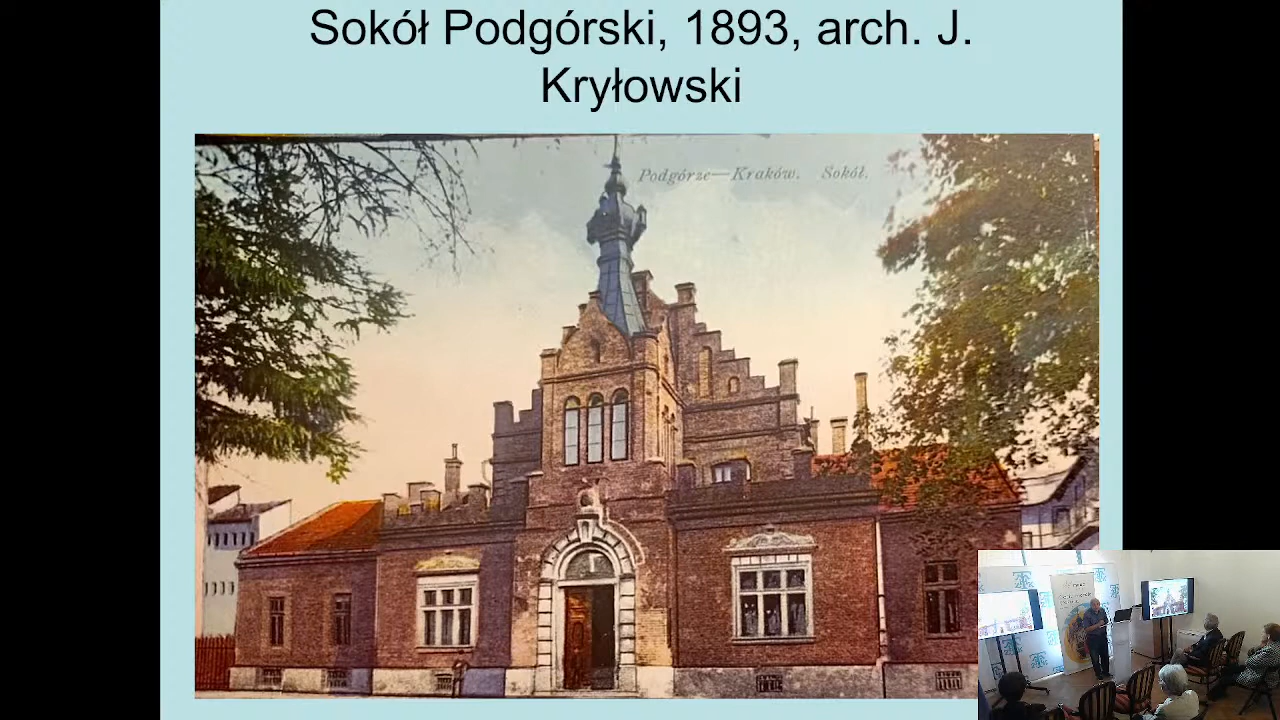 Sokół Podgórski, 1893, arch. J.
Kryłowski
Podgórze—Kraków. Sokół.